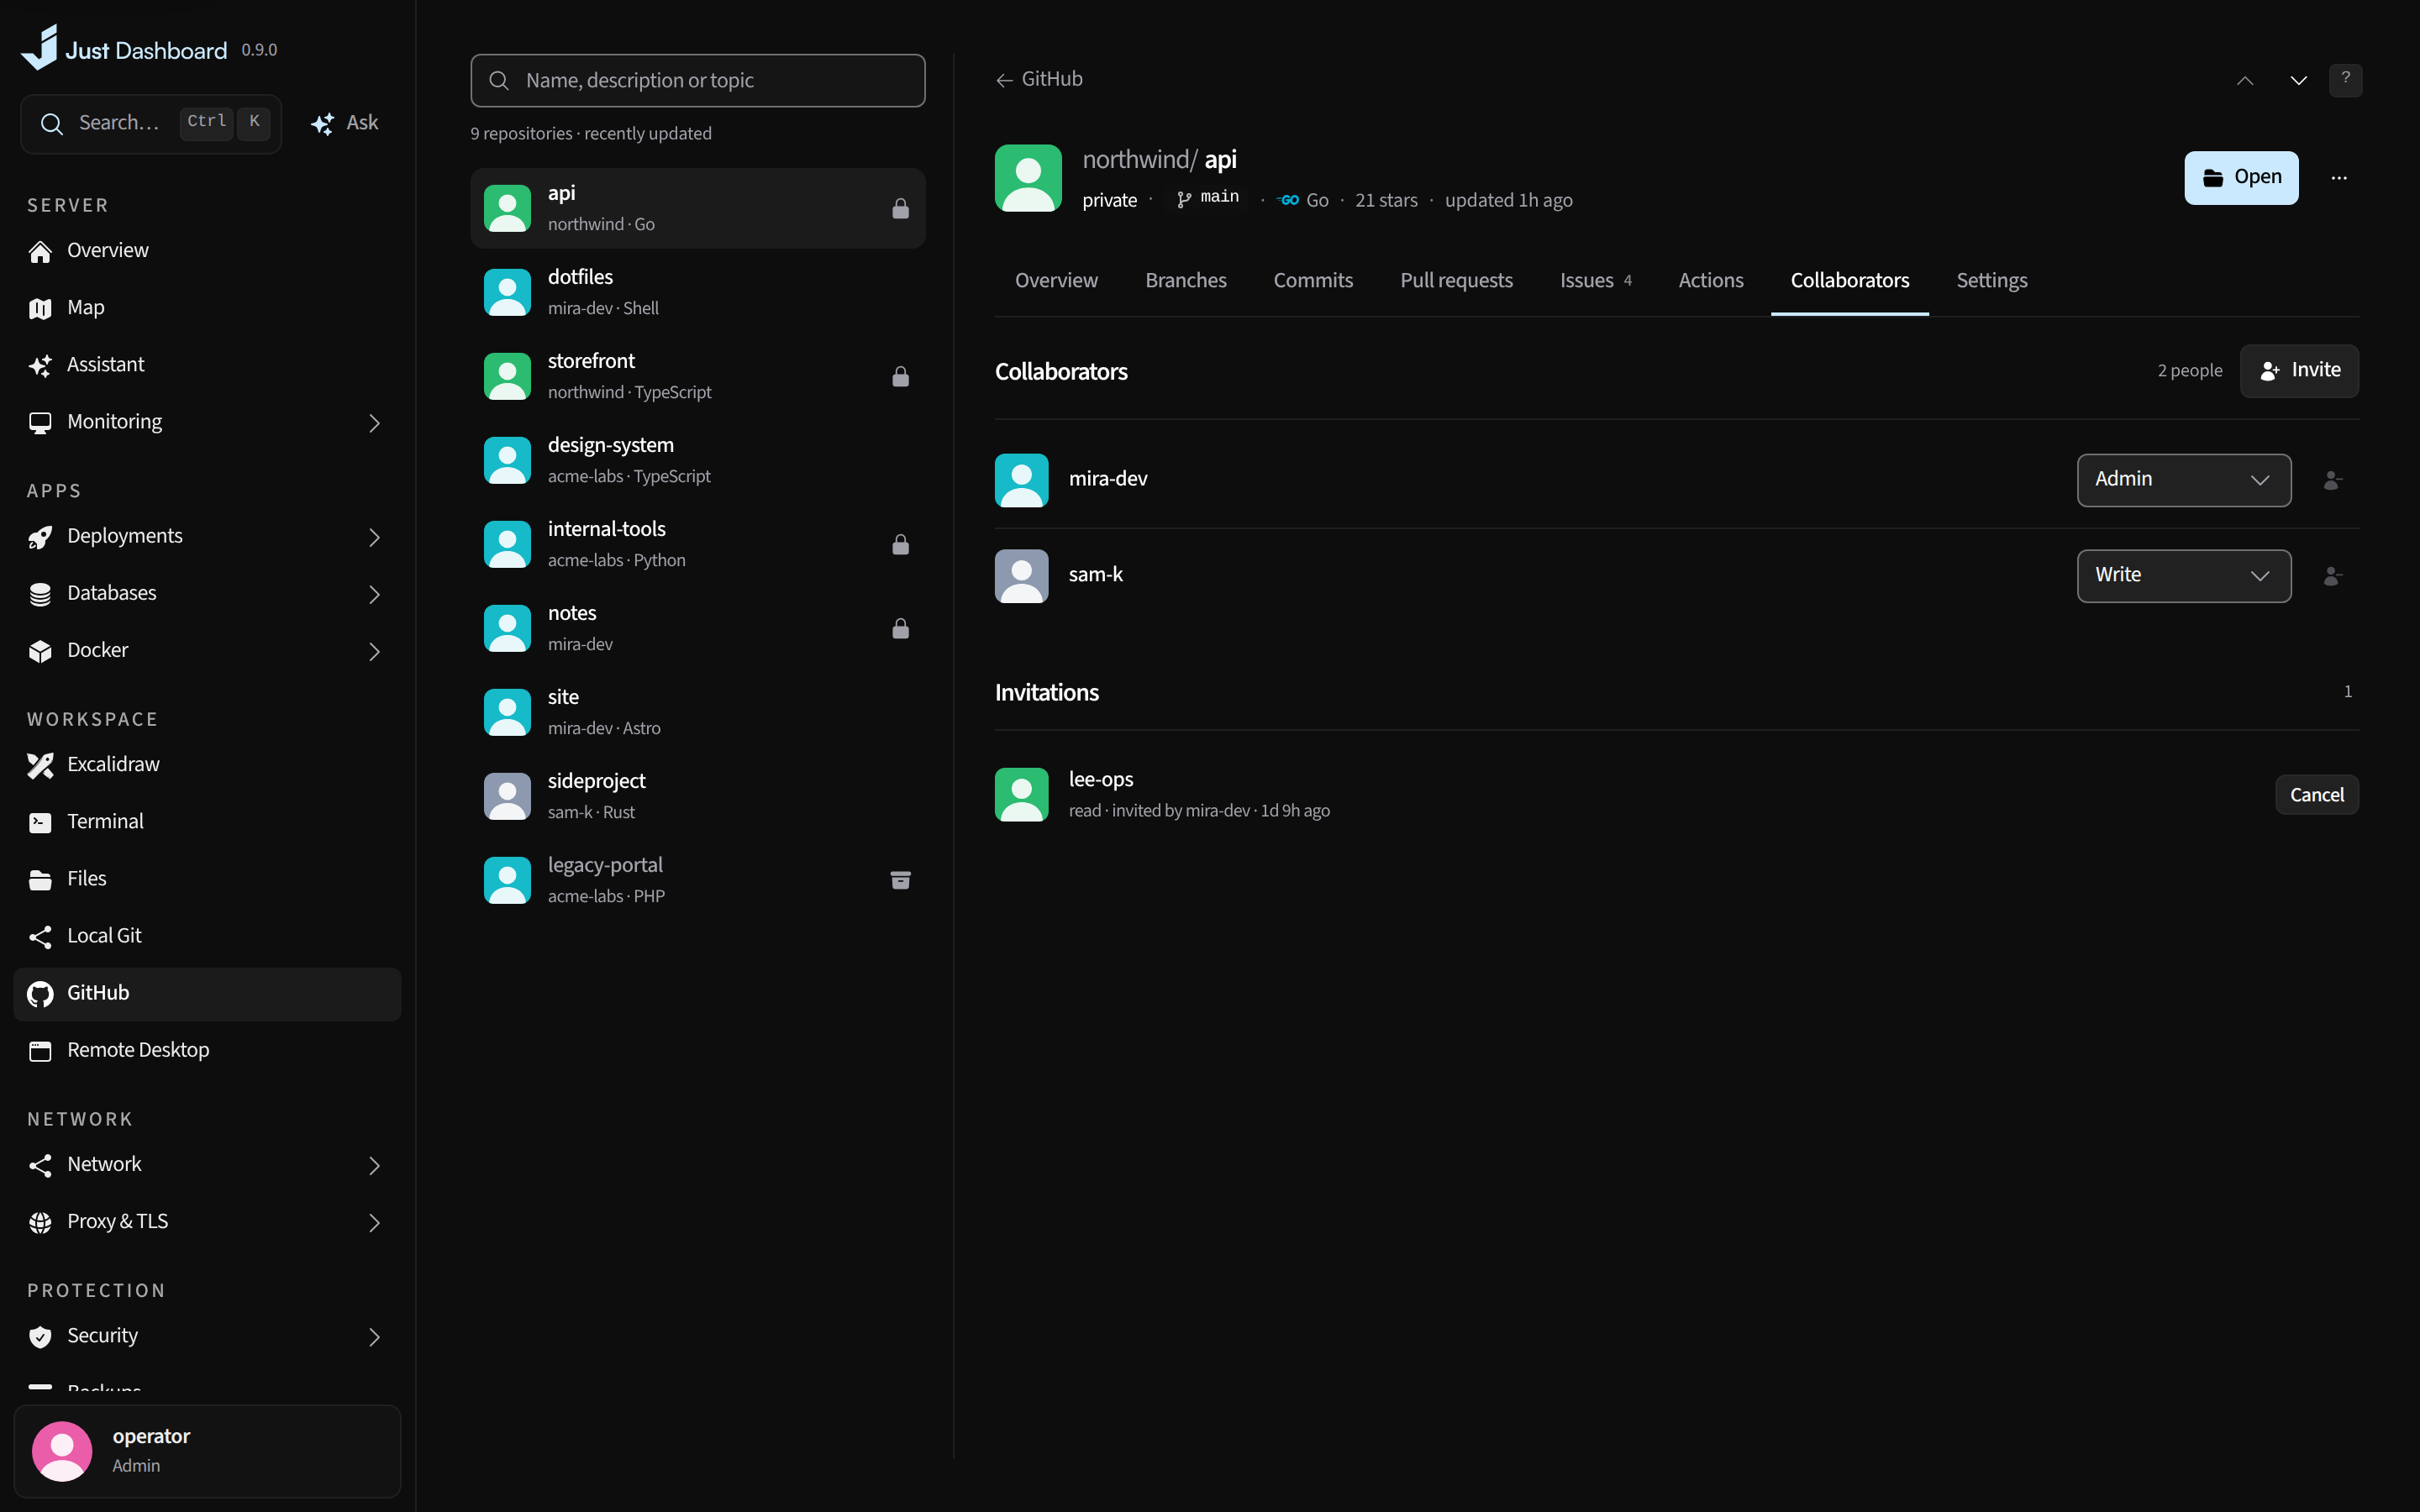 Just Dashboard 0.9.0
Search... Ctrl K Ask
SERVER
Overview
Map
Assistant
Monitoring
APPS
Deployments
Databases
Docker
WORKSPACE
Excalidraw
Terminal
Files
Local Git
GitHub
Remote Desktop
NETWORK
Network
Proxy & TLS
PROTECTION
Security
Backups
operator
Admin
Name, description or topic
9 repositories · recently updated
api
northwind · Go
dotfiles
mira-dev · Shell
storefront
northwind · TypeScript
design-system
acme-labs · TypeScript
internal-tools
acme-labs · Python
notes
mira-dev
site
mira-dev · Astro
sideproject
sam-k · Rust
legacy-portal
acme-labs · PHP
← GitHub ?
northwind/ api
private · main · GO Go · 21 stars · updated 1h ago
Open ...
Overview Branches Commits Pull requests Issues 4 Actions Collaborators Settings
Collaborators 2 people Invite
mira-dev Admin
sam-k Write
Invitations 1
lee-ops
read · invited by mira-dev · 1d 9h ago
Cancel